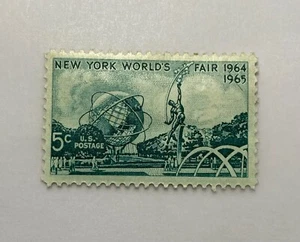 NEW YORK WORLD'S FAIR 1964
1965
5c
U.S.
POSTAGE